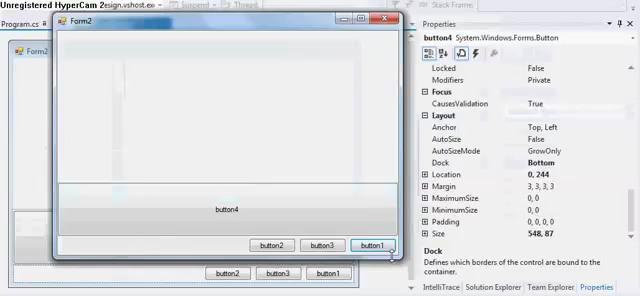 Unregistered HyperCam 2
esign.vshost.exe
Suspend
Thread:
Stack Frame:
Program.cs
Form2
Form2
button4
button2
button3
button1
button2
button3
button1
Properties
button4 System.Windows.Forms.Button
Locked False
Modifiers Private
Focus
CausesValidation True
Layout
Anchor Top, Left
AutoSize False
AutoSizeMode GrowOnly
Dock Bottom
Location 0, 244
Margin 3, 3, 3, 3
MaximumSize 0, 0
MinimumSize 0, 0
Padding 0, 0, 0, 0
Size 548, 87
Dock
Defines which borders of the control are bound to the
container.
IntelliTrace Solution Explorer Team Explorer Properties